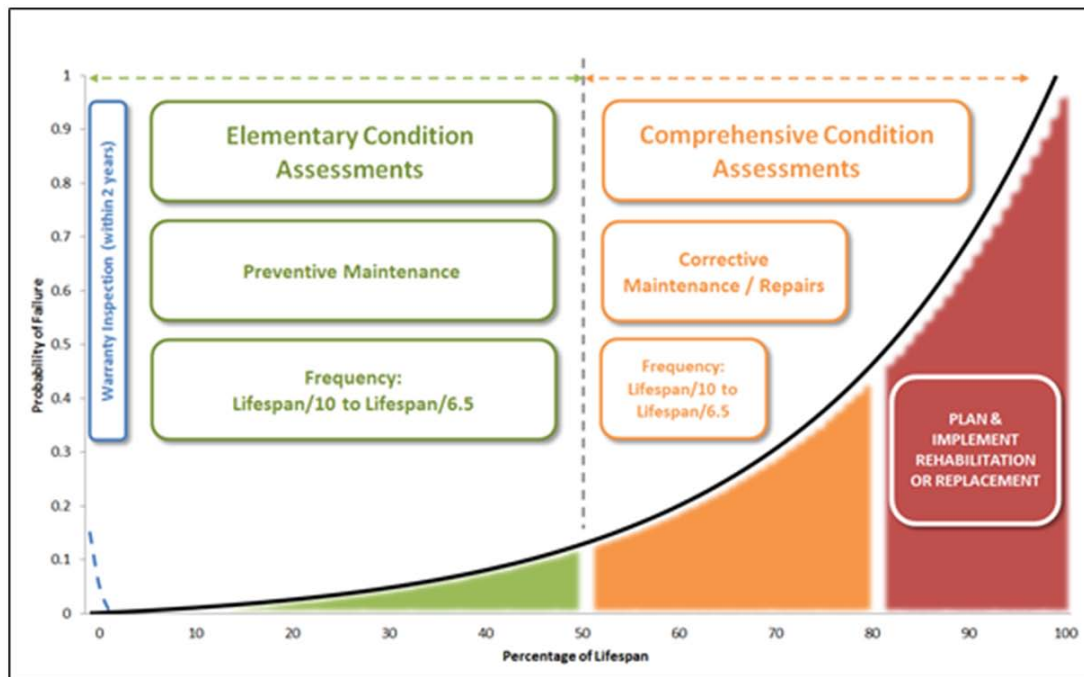 1
0.9
0.8
0.7
0.6
0.5
0.4
0.3
0.2
0.1
0
Probability of Failure
Warranty Inspection (within 2 years)
Elementary Condition
Assessments
Preventive Maintenance
Frequency:
Lifespan/10 to Lifespan/6.5
Comprehensive Condition
Assessments
Corrective
Maintenance / Repairs
Frequency:
Lifespan/10 to
Lifespan/6.5
PLAN &
IMPLEMENT
REHABILITATION
OR REPLACEMENT
0 10 20 30 40 50 60 70 80 90 100
Percentage of Lifespan